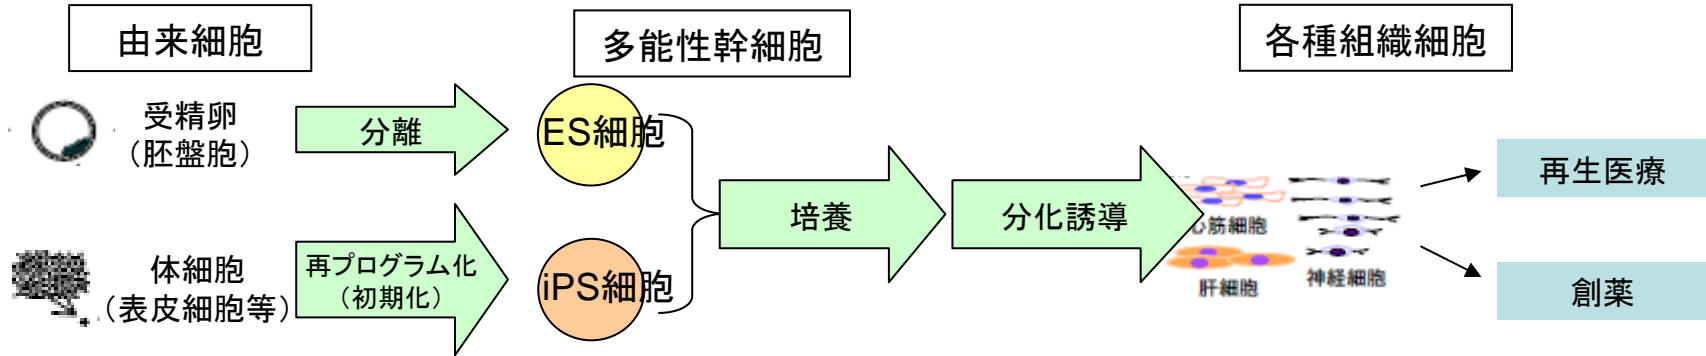 由来細胞
多能性幹細胞
各種組織細胞
受精卵
（胚盤胞）
分離
ES細胞
体細胞
（表皮細胞等）
再プログラム化
（初期化）
iPS細胞
培養
分化誘導
心筋細胞
肝細胞
神経細胞
再生医療
創薬